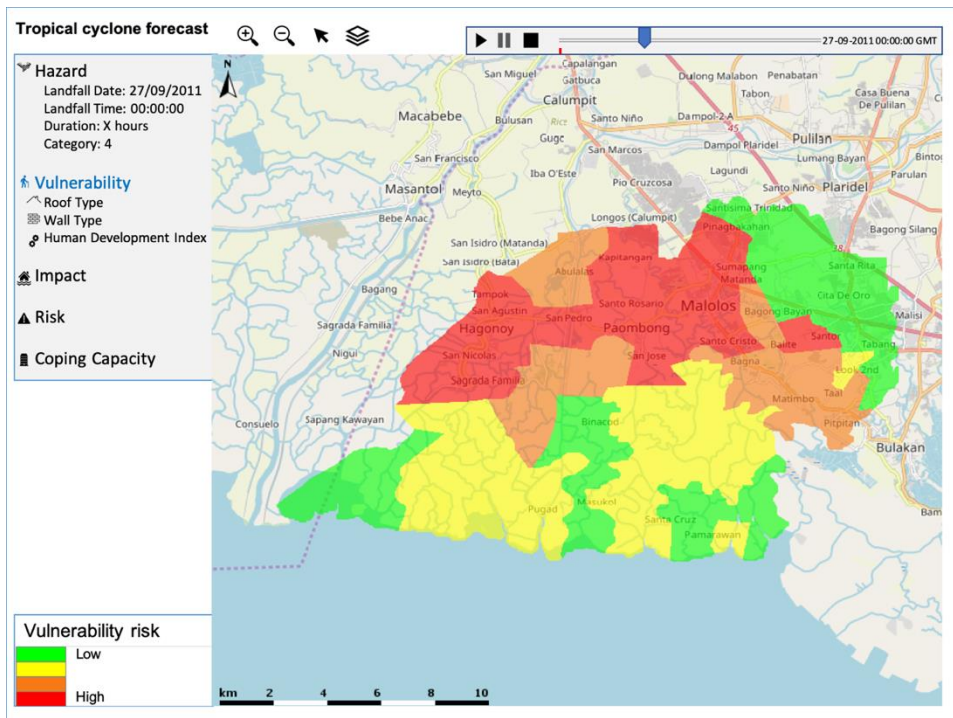 Tropical cyclone forecast
27-09-2011 00:00:00 GMT
Hazard
Landfall Date: 27/09/2011
Landfall Time: 00:00:00
Duration: X hours
Category: 4
Vulnerability
Roof Type
Wall Type
Human Development Index
Impact
Risk
Coping Capacity
N
Capalangan
San Miguel
Gatbuca
Dulong Malabon
Penabatan
Calumpit
Tabon
Casa Buena
De Pulilan
Macabebe
Bulusan
Rice
Santo Niño
Dampol-2-A
45
Guge
Pulilan
San Marcos
Dampol Plaridel
San Francisco
Iba O'Este
Lumang Bayan
Binto
Masantol
Meyto
Pio Cruzcosa
Lagundi
Parulan
Santo Niño
Plaridel
Bebe Anac
Longos (Calumpit)
Santisima Trinidad
Pinagbakahan
Bagong Silang
San Isidro (Matanda)
38
San Isidro (Bata)
Kapitangan
Abulalas
Sumapang
Matanda
Santa Rita
Bagang
Tampok
Cita De Oro
San Agustin
Santo Rosario
Malolos
Bagong Bayan
Malisi
Sagrada Familia
Hagonoy
San Pedro
Paombong
Santo Cristo
Balite
Santor
Tabang
Nigui
San Nicolas
San Jose
Bagna
Look 2nd
Sagrada Familia
Matimbo
Taal
Consuelo
Sapang Kawayan
Binacod
Pitpitan
Bulakan
Pugad
Masukol
Santa Cruz
Bam
Pamarawan
Vulnerability risk
Low
High
km 2 4 6 8 10